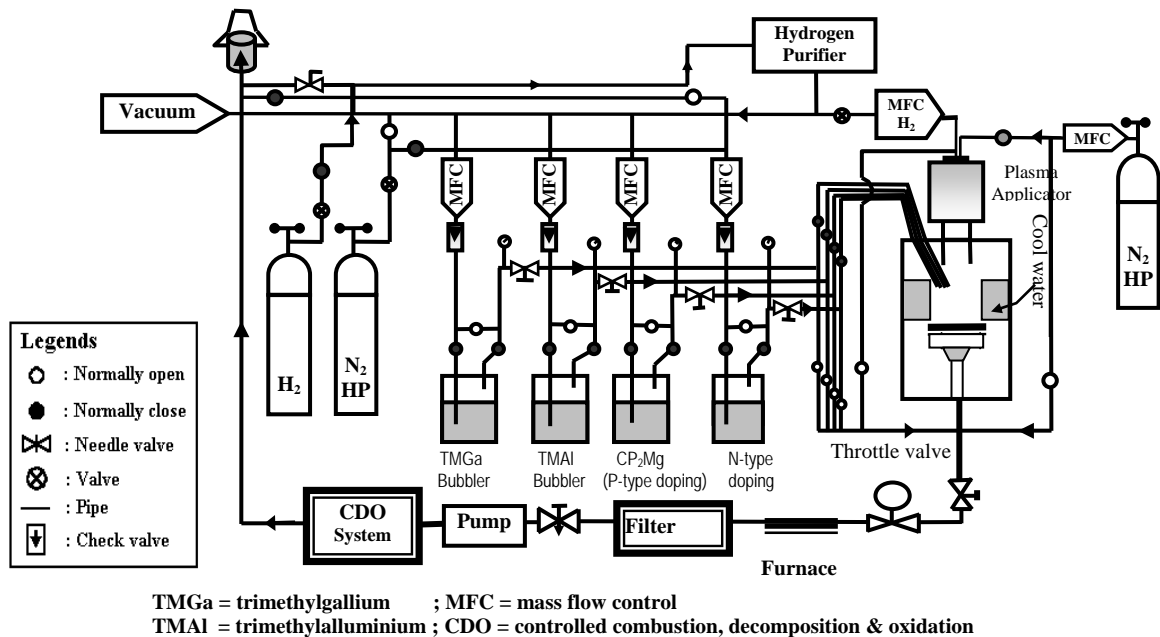 Hydrogen
Purifier
Vacuum
MFC
H₂
MFC
Plasma
Applicator
Cool water
N₂
HP
MFC
MFC
MFC
MFC
H₂
N₂
HP
Legends
: Normally open
: Normally close
: Needle valve
: Valve
: Pipe
: Check valve
TMGa
Bubbler
TMAl
Bubbler
CP₂Mg
(P-type doping)
N-type
doping
Throttle valve
CDO
System
Pump
Filter
Furnace
TMGa = trimethylgallium ; MFC = mass flow control
TMAl = trimethylalluminium ; CDO = controlled combustion, decomposition & oxidation